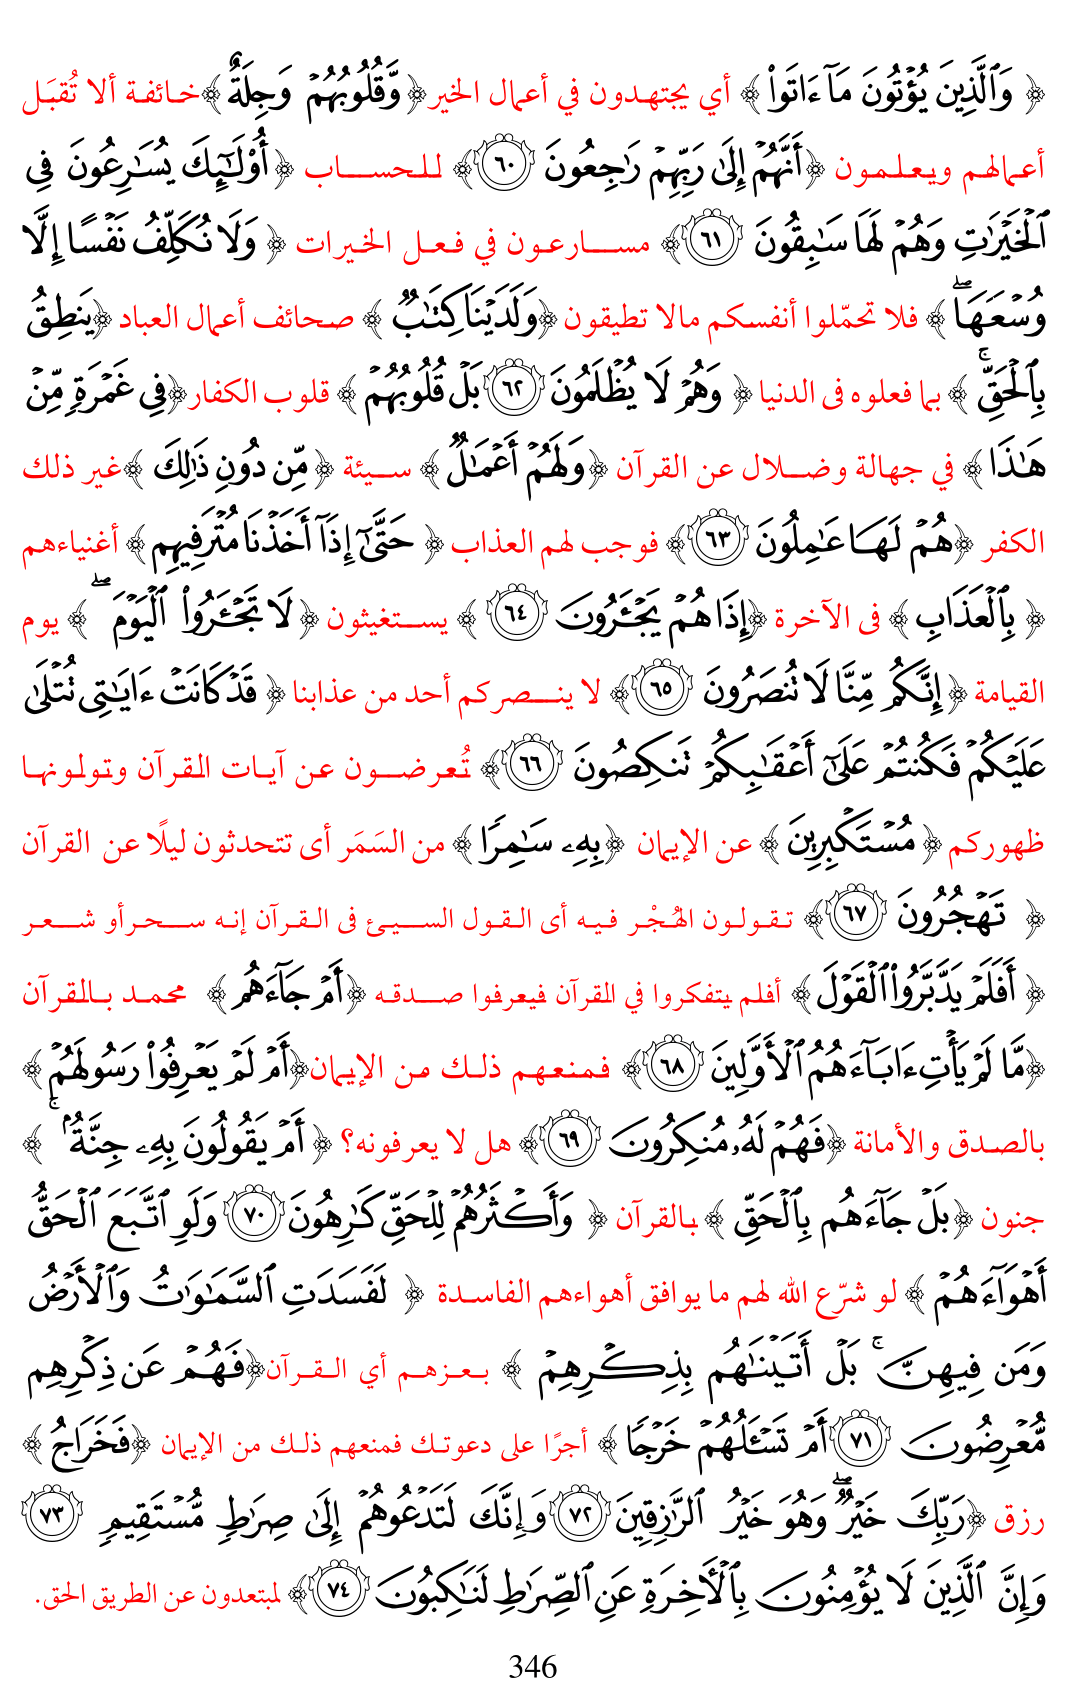 ﴿ وَٱلَّذِينَ يُؤۡتُونَ مَآ ءَاتَواْ ﴾ أي يجتهدون في أعمال الخير ﴿وَّقُلُوبُهُمۡ وَجِلَةٌ﴾ خائفة ألا تُقبَل
أعمالهم ويعلمون ﴿أَنَّهُمۡ إِلَىٰ رَبِّهِمۡ رَٰجِعُونَ ٦٠﴾ للحساب ﴿أُوْلَٰٓئِكَ يُسَٰرِعُونَ فِي
ٱلۡخَيۡرَٰتِ وَهُمۡ لَهَا سَٰبِقُونَ ٦١﴾ مسارعون في فعل الخيرات ﴿ وَلَا نُكَلِّفُ نَفۡسًا إِلَّا
وُسۡعَهَاۖ﴾ فلا تحمّلوا أنفسكم مالا تطيقون ﴿وَلَدَيۡنَا كِتَٰبٞ ﴾ صحائف أعمال العباد ﴿يَنطِقُ
بِٱلۡحَقِّۚ ﴾ بما فعلوه فى الدنيا ﴿ وَهُمۡ لَا يُظۡلَمُونَ ٦٢ بَلۡ قُلُوبُهُمۡ ﴾ قلوب الكفار ﴿فِي غَمۡرَةٖ مِّنۡ
هَٰذَا ﴾ في جهالة وضلال عن القرآن ﴿وَلَهُمۡ أَعۡمَٰلٞ﴾ سيئة ﴿ مِّن دُونِ ذَٰلِكَ ﴾ غير ذلك
الكفر ﴿هُمۡ لَهَا عَٰمِلُونَ ٦٣﴾ فوجب لهم العذاب ﴿ حَتَّىٰٓ إِذَآ أَخَذۡنَا مُتۡرَفِيهِم ﴾ أغنياءهم
﴿ بِٱلۡعَذَابِ ﴾ فى الآخرة ﴿إِذَا هُمۡ يَجۡـَٔرُونَ ٦٤ ﴾ يستغيثون ﴿ لَا تَجۡـَٔرُواْ ٱلۡيَوۡمَۖ ﴾ يوم
القيامة ﴿ إِنَّكُم مِّنَّا لَا تُنصَرُونَ ٦٥﴾ لا ينصركم أحد من عذابنا ﴿ قَدۡ كَانَتۡ ءَايَٰتِي تُتۡلَىٰ
عَلَيۡكُمۡ فَكُنتُمۡ عَلَىٰٓ أَعۡقَٰبِكُمۡ تَنكِصُونَ ٦٦﴾ تُعرضون عن آيات القرآن وتولونها
ظهوركم ﴿ مُسۡتَكۡبِرِينَ ﴾ عن الإيمان ﴿بِهِۦ سَٰمِرٗا ﴾ من السَمَر أى تتحدثون ليلًا عن القرآن
﴿ تَهۡجُرُونَ ٦٧﴾ تقولون الهُجْر فيه أى القول السيئ فى القرآن إنه سحر أو شعر
﴿ أَفَلَمۡ يَدَّبَّرُواْ ٱلۡقَوۡلَ ﴾ أفلم يتفكروا في القرآن فيعرفوا صدقه ﴿أَمۡ جَآءَهُم ﴾ محمد بالقرآن
﴿مَّا لَمۡ يَأۡتِ ءَابَآءَهُمُ ٱلۡأَوَّلِينَ ٦٨﴾ فمنعهم ذلك من الإيمان ﴿أَمۡ لَمۡ يَعۡرِفُواْ رَسُولَهُمۡ ﴾
بالصدق والأمانة ﴿فَهُمۡ لَهُۥ مُنكِرُونَ ٦٩﴾ هل لا يعرفونه؟ ﴿ أَمۡ يَقُولُونَ بِهِۦ جِنَّةُۢۚ ﴾
جنون ﴿بَلۡ جَآءَهُم بِٱلۡحَقِّ ﴾ بالقرآن ﴿ وَأَكۡثَرُهُمۡ لِلۡحَقِّ كَٰرِهُونَ ٧٠ وَلَوِ ٱتَّبَعَ ٱلۡحَقُّ
أَهۡوَآءَهُمۡ ﴾ لو شرّع الله لهم ما يوافق أهواءهم الفاسدة ﴿ لَفَسَدَتِ ٱلسَّمَٰوَٰتُ وَٱلۡأَرۡضُ
وَمَن فِيهِنَّۚ بَلۡ أَتَيۡنَٰهُم بِذِكۡرِهِمۡ ﴾ بعزهم أي القرآن ﴿فَهُمۡ عَن ذِكۡرِهِم
مُّعۡرِضُونَ ٧١ أَمۡ تَسۡـَٔلُهُمۡ خَرۡجٗا ﴾ أجرًا على دعوتك فمنعهم ذلك من الإيمان ﴿فَخَرَاجُ ﴾
رزق ﴿رَبِّكَ خَيۡرٞۖ وَهُوَ خَيۡرُ ٱلرَّٰزِقِينَ ٧٢ وَإِنَّكَ لَتَدۡعُوهُمۡ إِلَىٰ صِرَٰطٖ مُّسۡتَقِيمٖ ٧٣
وَإِنَّ ٱلَّذِينَ لَا يُؤۡمِنُونَ بِٱلۡأٓخِرَةِ عَنِ ٱلصِّرَٰطِ لَنَٰكِبُونَ ٧٤﴾ لمبتعدون عن الطريق الحق.
346